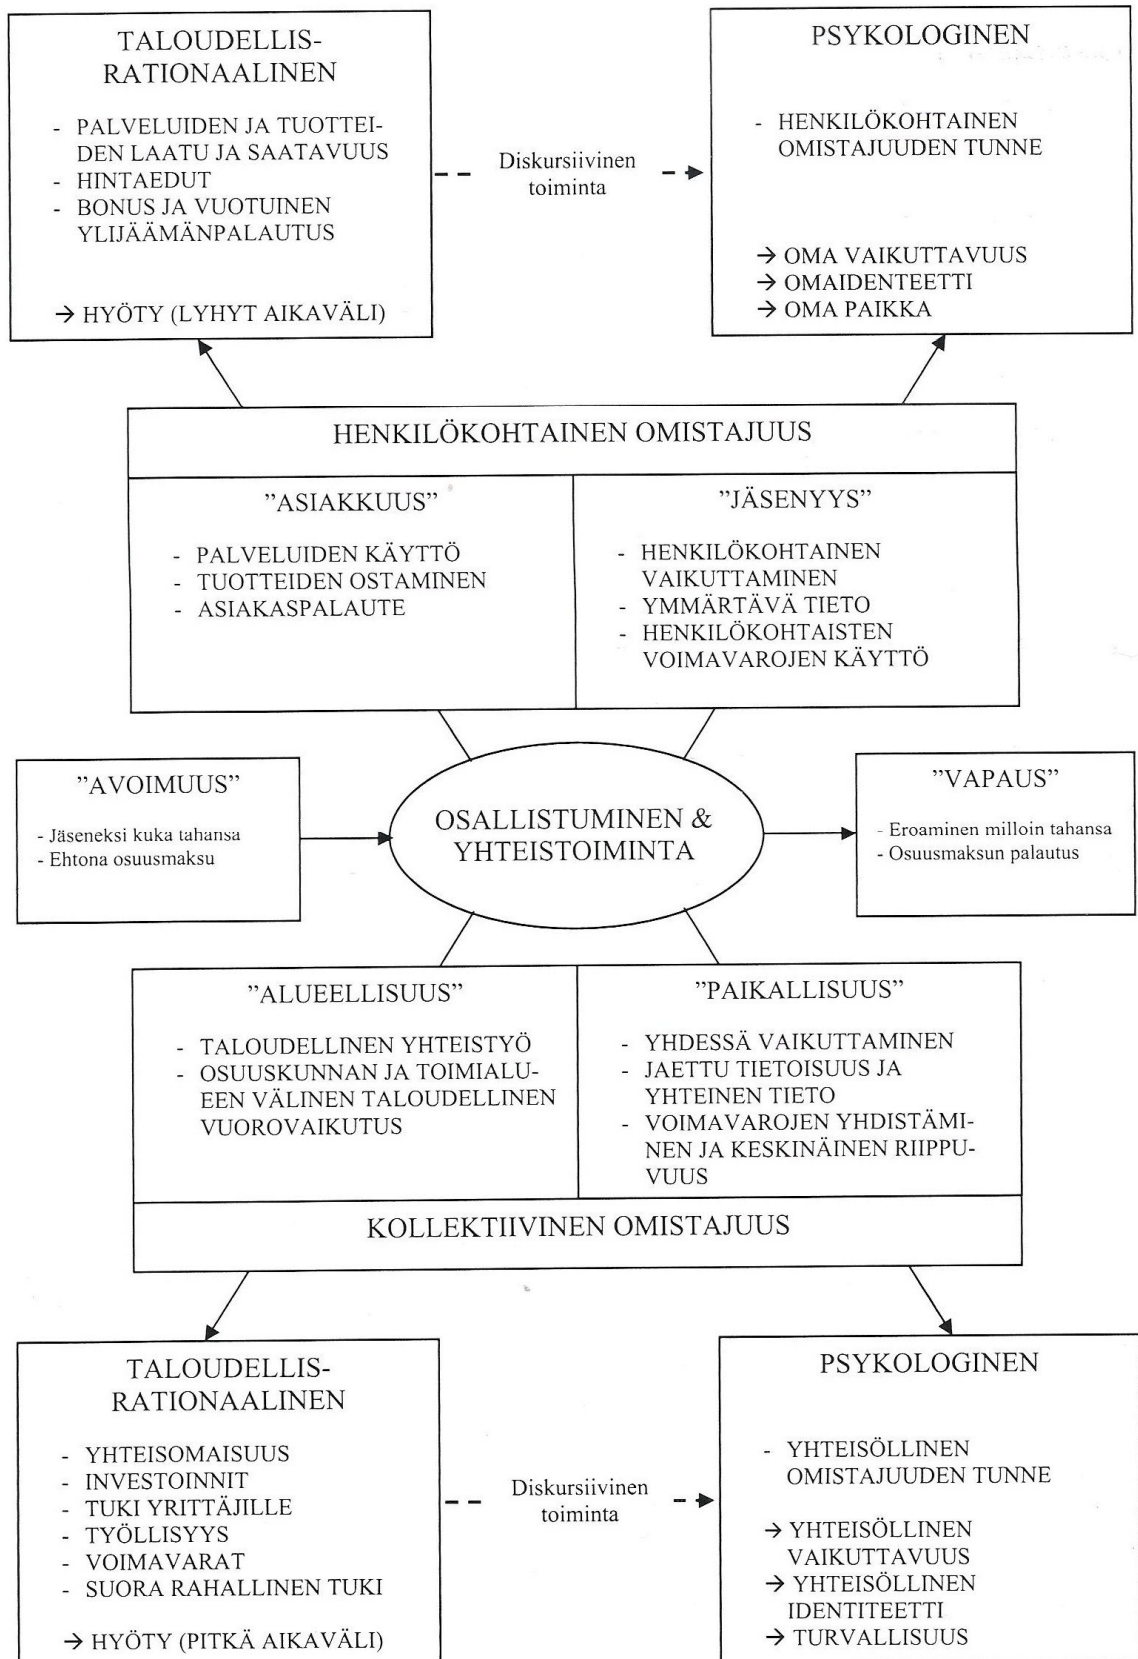 TALOUDELLIS-
RATIONAALINEN
- PALVELUIDEN JA TUOTTEI-
DEN LAATU JA SAATAVUUS
- HINTAEDUT
- BONUS JA VUOTUINEN
YLIJÄÄMÄNPALAUTUS
→ HYÖTY (LYHYT AIKAVÄLI)
Diskursiivinen
toiminta
PSYKOLOGINEN
- HENKILÖKOHTAINEN
OMISTAJUUDEN TUNNE
→ OMA VAIKUTTAVUUS
→ OMAIDENTEETTI
→ OMA PAIKKA
HENKILÖKOHTAINEN OMISTAJUUS
”ASIAKKUUS”
- PALVELUIDEN KÄYTTÖ
- TUOTTEIDEN OSTAMINEN
- ASIAKASPALAUTE
”JÄSENYYS”
- HENKILÖKOHTAINEN
VAIKUTTAMINEN
- YMMÄRTÄVÄ TIETO
- HENKILÖKOHTAISTEN
VOIMAVAROJEN KÄYTTÖ
”AVOIMUUS”
- Jäseneksi kuka tahansa
- Ehtona osuusmaksu
OSALLISTUMINEN &
YHTEISTOIMINTA
”VAPAUS”
- Eroaminen milloin tahansa
- Osuusmaksun palautus
”ALUEELLISUUS”
- TALOUDELLINEN YHTEISTYÖ
- OSUUSKUNNAN JA TOIMIALU-
EEN VÄLINEN TALOUDELLINEN
VUOROVAIKUTUS
”PAIKALLISUUS”
- YHDESSÄ VAIKUTTAMINEN
- JAETTU TIETOISUUS JA
YHTEINEN TIETO
- VOIMAVAROJEN YHDISTÄMI-
NEN JA KESKINÄINEN RIIPPU-
VUUS
KOLLEKTIIVINEN OMISTAJUUS
TALOUDELLIS-
RATIONAALINEN
- YHTEISOMAISUUS
- INVESTOINNIT
- TUKI YRITTÄJILLE
- TYÖLLISYYS
- VOIMAVARAT
- SUORA RAHALLINEN TUKI
→ HYÖTY (PITKÄ AIKAVÄLI)
Diskursiivinen
toiminta
PSYKOLOGINEN
- YHTEISÖLLINEN
OMISTAJUUDEN TUNNE
→ YHTEISÖLLINEN
VAIKUTTAVUUS
→ YHTEISÖLLINEN
IDENTITEETTI
→ TURVALLISUUS